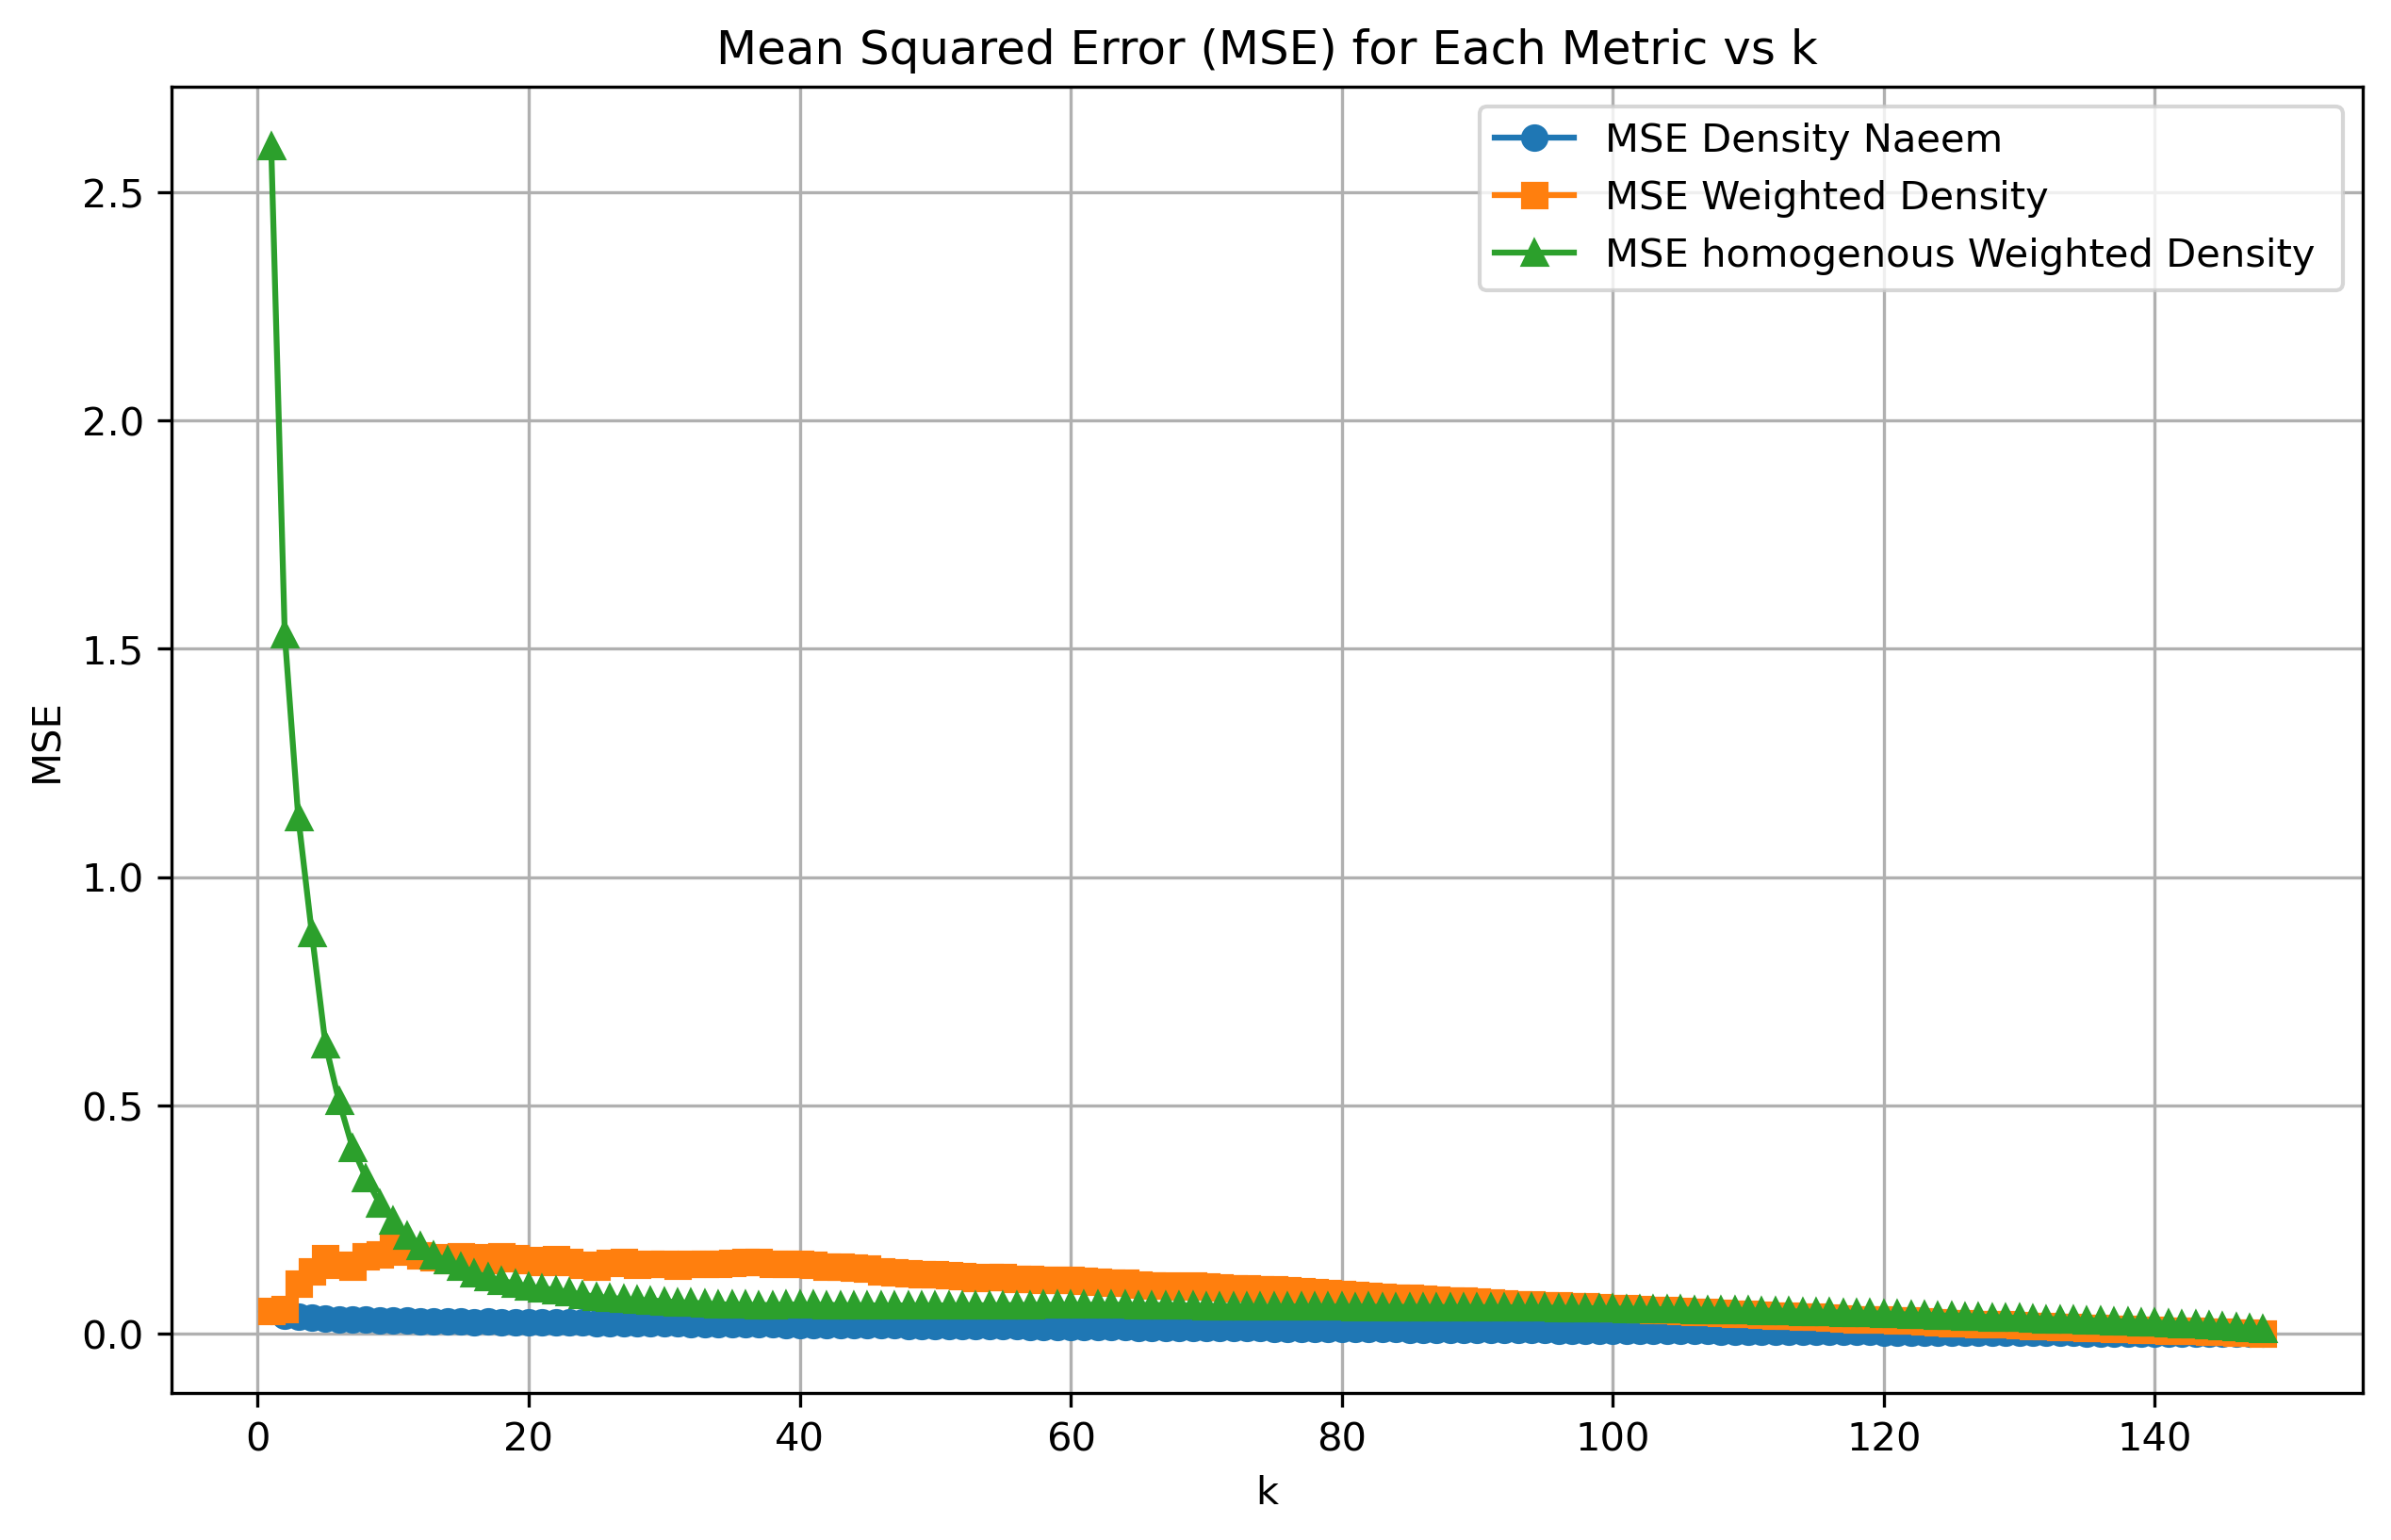 Mean Squared Error (MSE) for Each Metric vs k
MSE Density Naeem
MSE Weighted Density
MSE homogenous Weighted Density
2.5
2.0
1.5
1.0
0.5
0.0
MSE
0 20 40 60 80 100 120 140
k